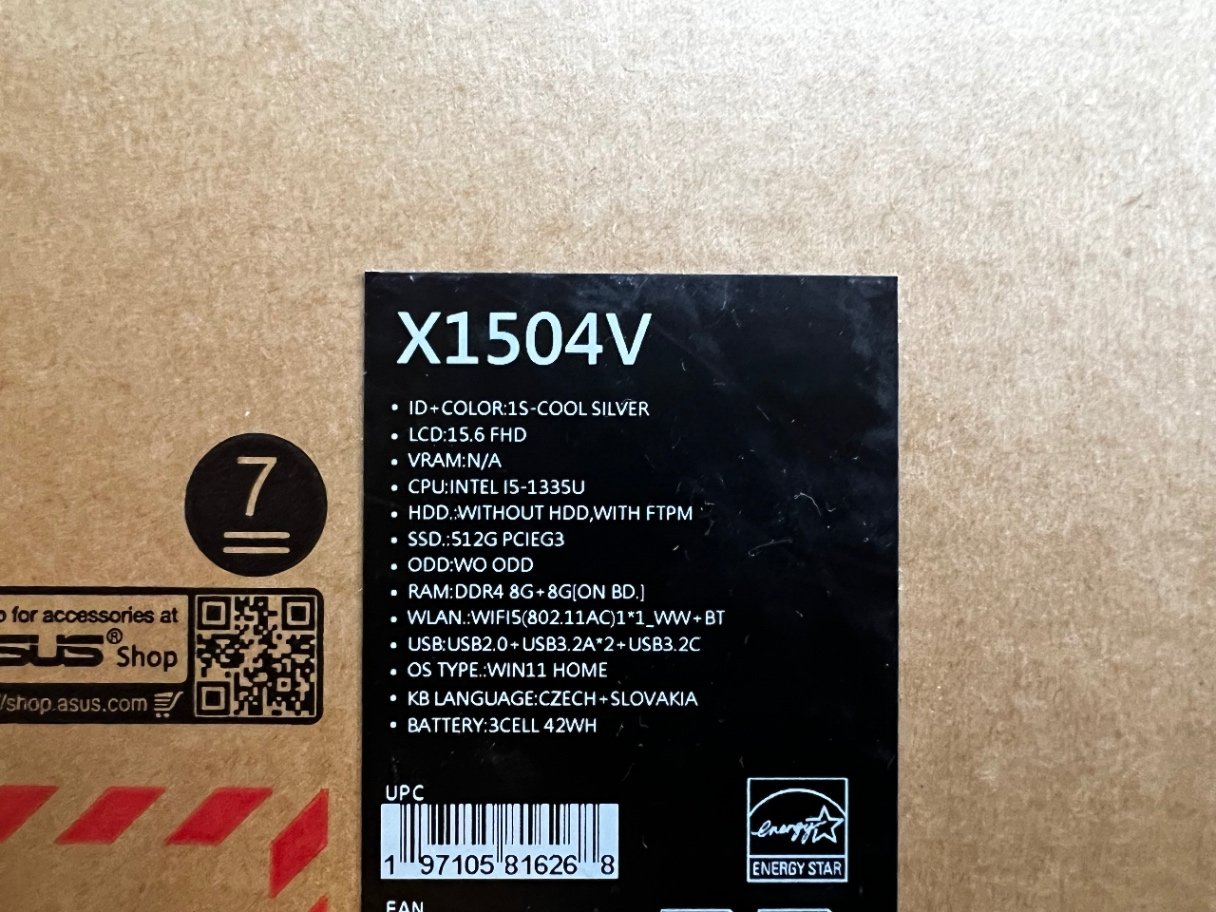 X1504V
• ID+COLOR:1S-COOL SILVER
• LCD:15.6 FHD
• VRAM:N/A
• CPU:INTEL I5-1335U
• HDD.:WITHOUT HDD,WITH FTPM
• SSD.:512G PCIEG3
• ODD:WO ODD
• RAM:DDR4 8G+8G[ON BD.]
• WLAN.:WIFI5(802.11AC)1*1_WW+BT
• USB:USB2.0+USB3.2A*2+USB3.2C
• OS TYPE.:WIN11 HOME
• KB LANGUAGE:CZECH+SLOVAKIA
• BATTERY:3CELL 42WH
UPC
1 97105 81626 8
energy
ENERGY STAR
EAN
7
for accessories at
SUS® Shop
/shop.asus.com